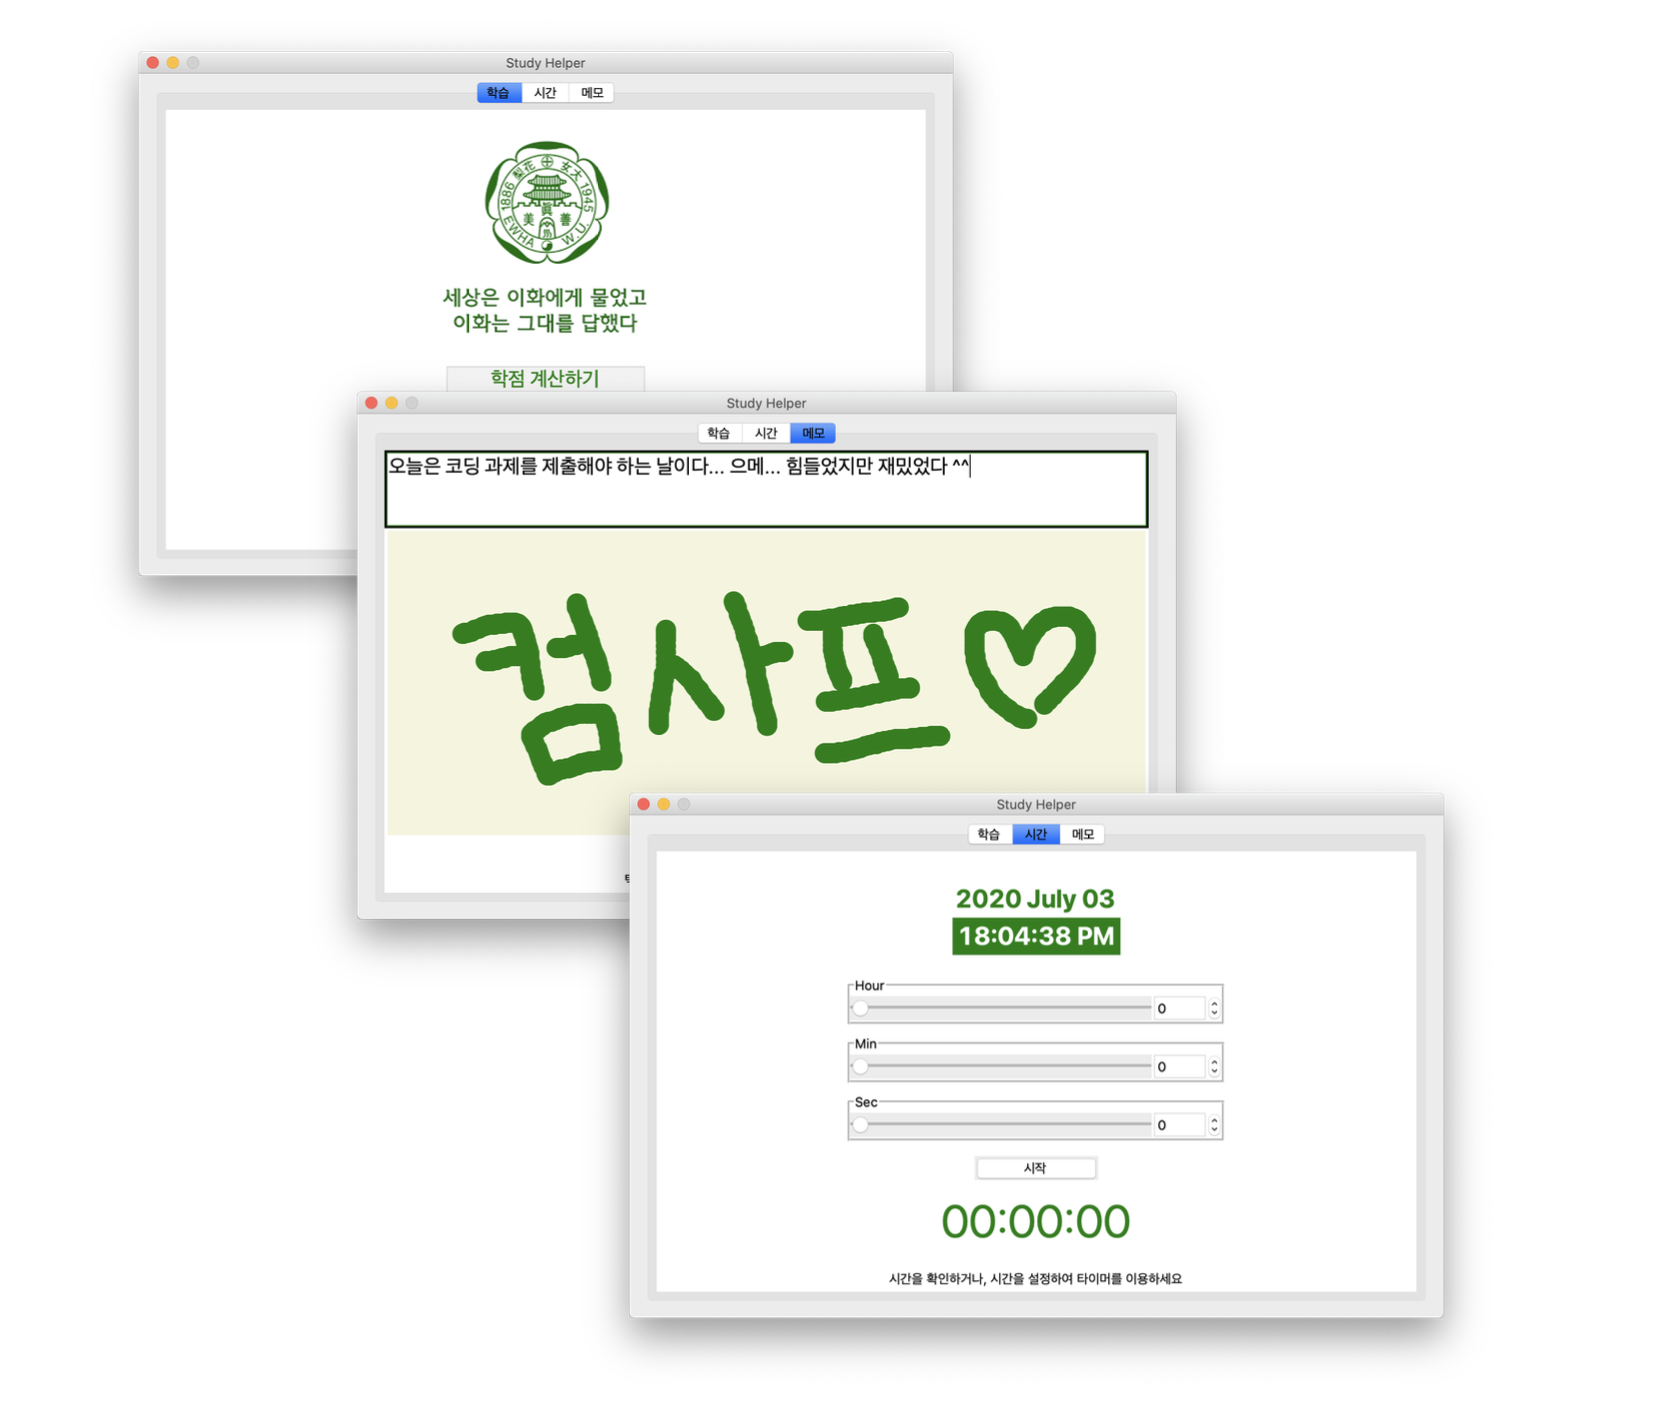 Study Helper
학습 시간 메모
梨花 女大
1886 1945
眞
美 善
EWHA W.U.
세상은 이화에게 물었고
이화는 그대를 답했다
학점 계산하기
Study Helper
학습 시간 메모
오늘은 코딩 과제를 제출해야 하는 날이다... 으메... 힘들었지만 재밌었다 ^^
컴사프♡
Study Helper
학습 시간 메모
2020 July 03
18:04:38 PM
Hour
0
Min
0
Sec
0
시작
00:00:00
시간을 확인하거나, 시간을 설정하여 타이머를 이용하세요